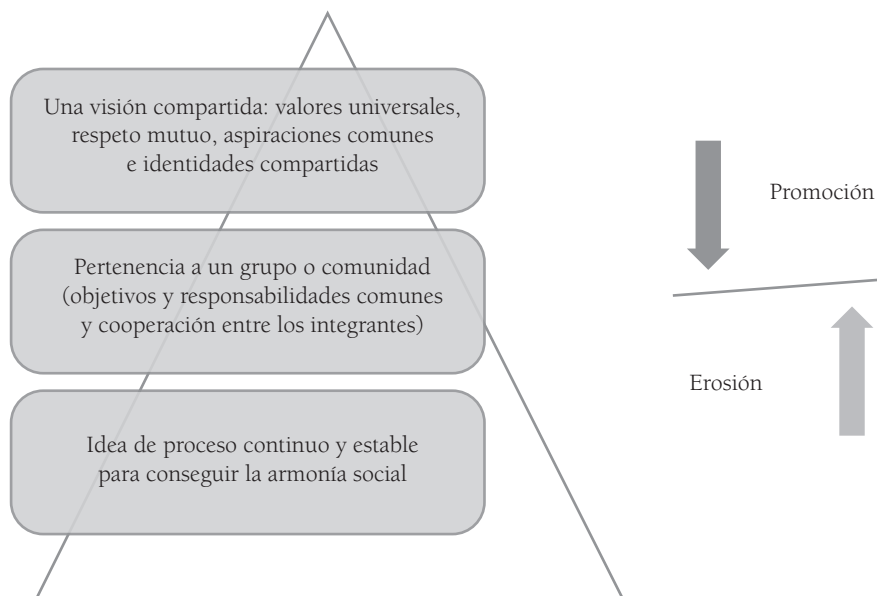 Una visión compartida: valores universales,
respeto mutuo, aspiraciones comunes
e identidades compartidas
Pertenencia a un grupo o comunidad
(objetivos y responsabilidades comunes
y cooperación entre los integrantes)
Idea de proceso continuo y estable
para conseguir la armonía social
Promoción
Erosión